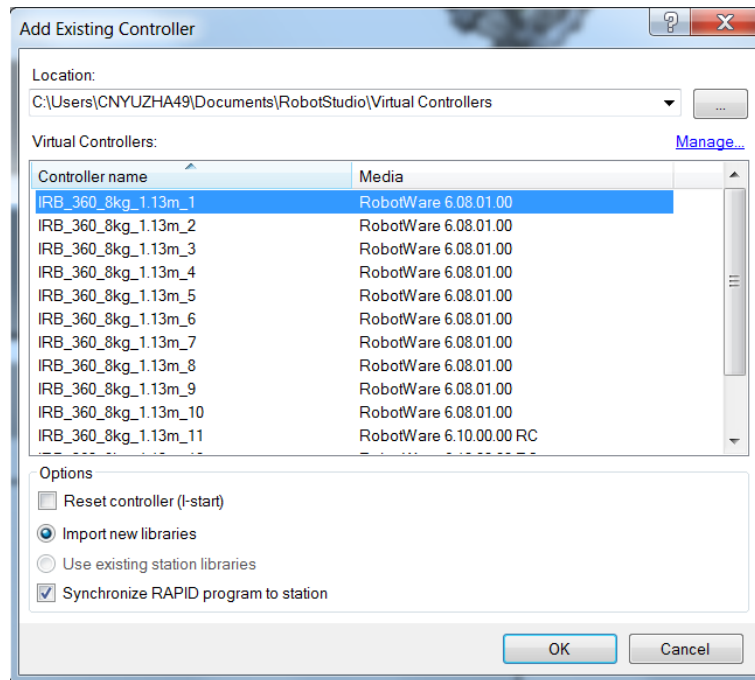 Add Existing Controller
Location:
C:\Users\CNYUZHA49\Documents\RobotStudio\Virtual Controllers
...
Virtual Controllers:
Manage...
Controller name Media
IRB_360_8kg_1.13m_1 RobotWare 6.08.01.00
IRB_360_8kg_1.13m_2 RobotWare 6.08.01.00
IRB_360_8kg_1.13m_3 RobotWare 6.08.01.00
IRB_360_8kg_1.13m_4 RobotWare 6.08.01.00
IRB_360_8kg_1.13m_5 RobotWare 6.08.01.00
IRB_360_8kg_1.13m_6 RobotWare 6.08.01.00
IRB_360_8kg_1.13m_7 RobotWare 6.08.01.00
IRB_360_8kg_1.13m_8 RobotWare 6.08.01.00
IRB_360_8kg_1.13m_9 RobotWare 6.08.01.00
IRB_360_8kg_1.13m_10 RobotWare 6.08.01.00
IRB_360_8kg_1.13m_11 RobotWare 6.10.00.00 RC
Options
Reset controller (I-start)
Import new libraries
Use existing station libraries
Synchronize RAPID program to station
OK Cancel